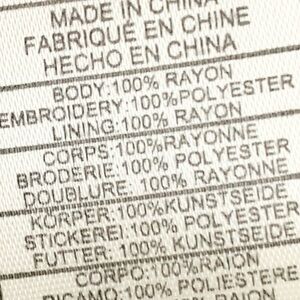 MADE IN CHINA
FABRIQUÉ EN CHINE
HECHO EN CHINA
BODY:100% RAYON
EMBROIDERY:100%POLYESTER
LINING:100% RAYON
CORPS:100%RAYONNE
BRODERIE: 100% POLYESTER
DOUBLURE: 100% RAYONNE
KÖRPER:100%KUNSTSEIDE
STICKEREI:100% POLYESTER
FUTTER: 100% KUNSTSEIDE
CORPO:100%RAION
RICAMO:100% POLIESTERE
RAYON